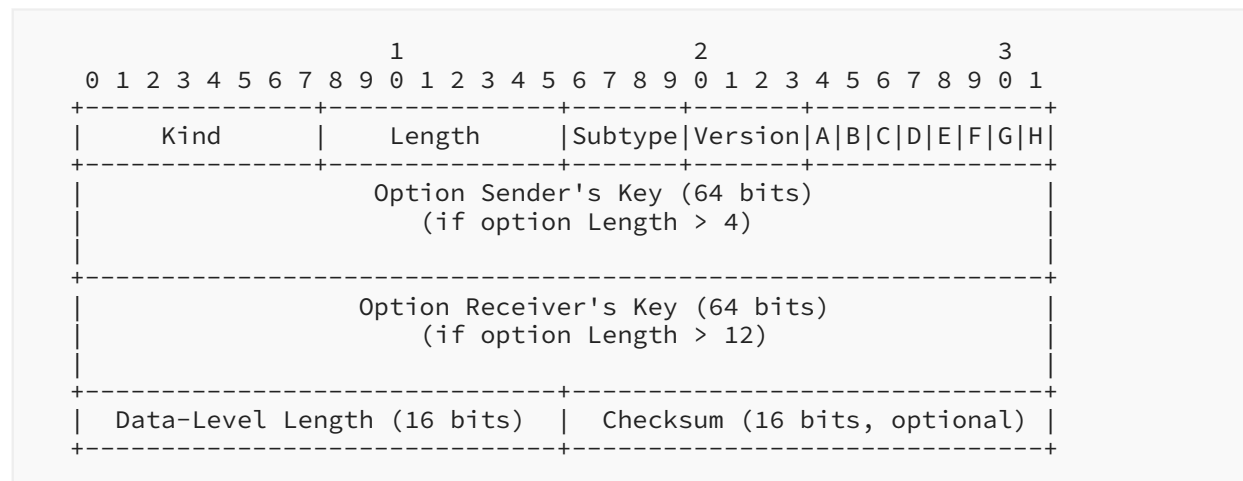 1                   2                   3
 0 1 2 3 4 5 6 7 8 9 0 1 2 3 4 5 6 7 8 9 0 1 2 3 4 5 6 7 8 9 0 1
+---------------+---------------+-------+-------+---------------+
|     Kind      |    Length     |Subtype|Version|A|B|C|D|E|F|G|H|
+---------------+---------------+-------+-------+---------------+
|                   Option Sender's Key (64 bits)               |
|                      (if option Length > 4)                   |
|                                                               |
+---------------------------------------------------------------+
|                  Option Receiver's Key (64 bits)              |
|                      (if option Length > 12)                  |
|                                                               |
+-------------------------------+-------------------------------+
|  Data-Level Length (16 bits)  |  Checksum (16 bits, optional) |
+-------------------------------+-------------------------------+